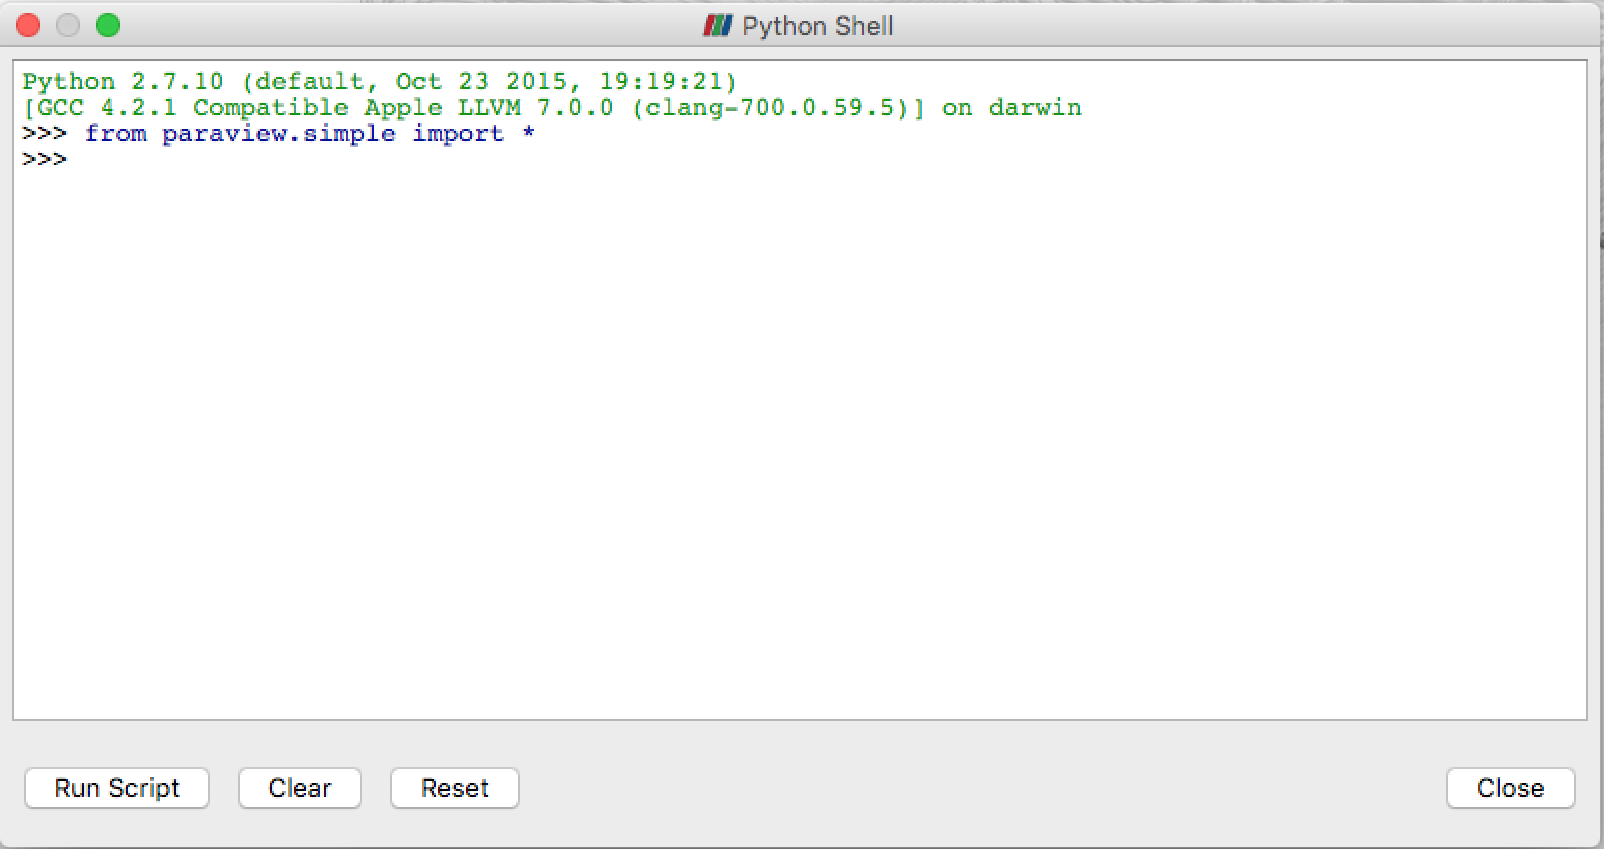 Python Shell
Python 2.7.10 (default, Oct 23 2015, 19:19:21)
[GCC 4.2.1 Compatible Apple LLVM 7.0.0 (clang-700.0.59.5)] on darwin
>>> from paraview.simple import *
>>>
Run Script Clear Reset Close